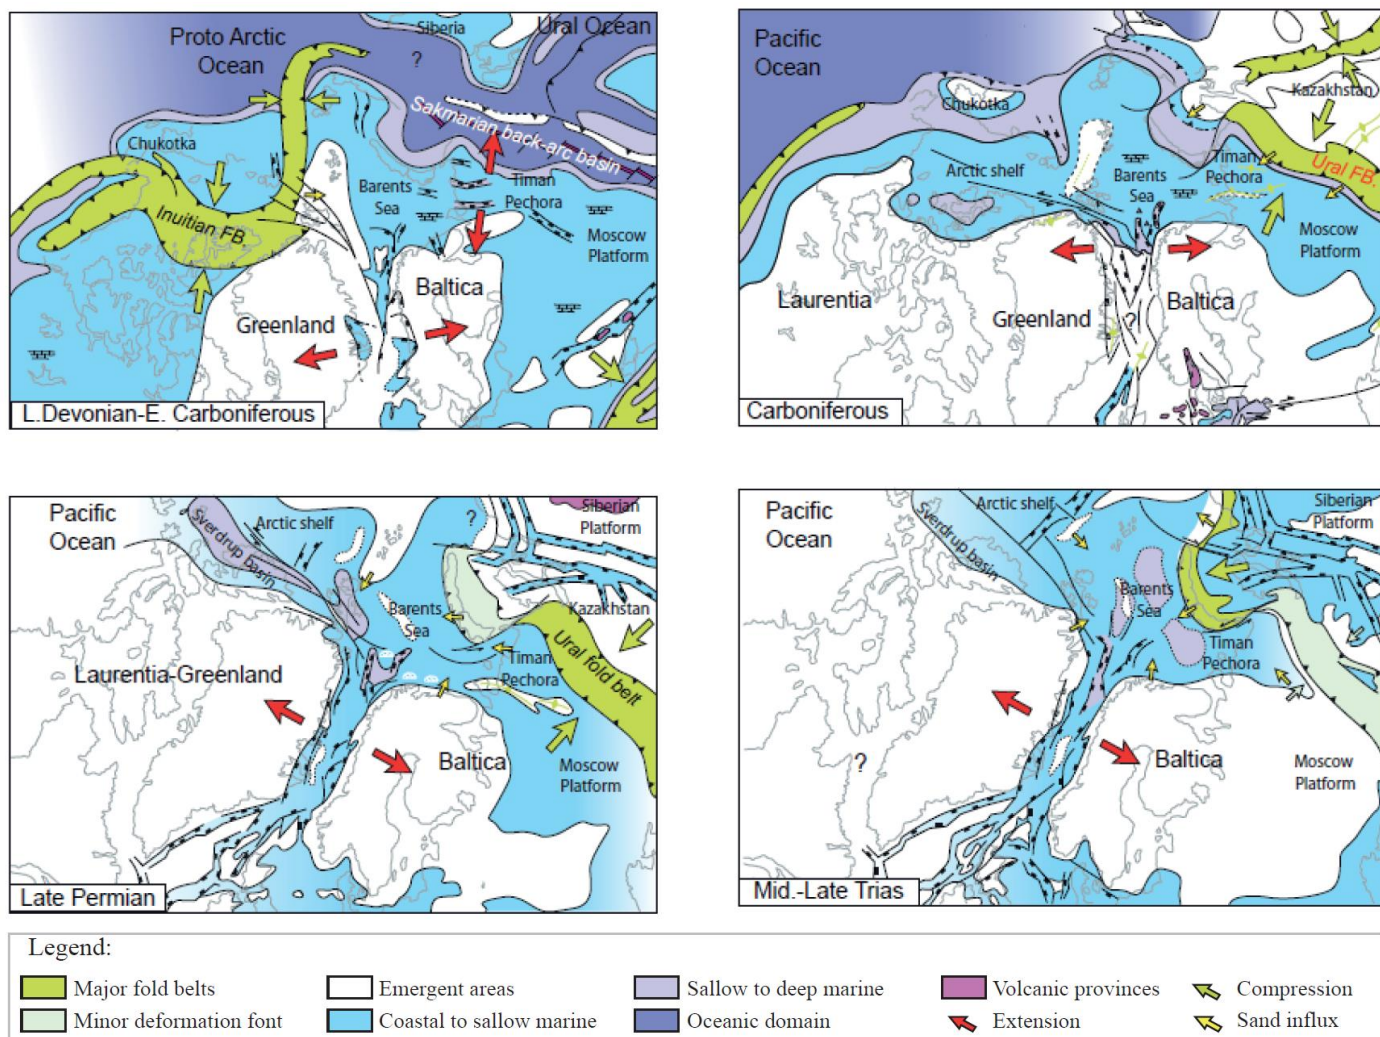 Proto Arctic
Ocean
Siberia
Ural Ocean
?
Sakmarian back-arc basin
Chukotka
Inuitian FB.
Barents
Sea
Timan
Pechora
Moscow
Platform
Baltica
Greenland
L.Devonian-E. Carboniferous
Pacific
Ocean
Kazakhstan
Chukotka
Arctic shelf
Barents
Sea
Timan
Pechora
Ural FB.
Moscow
Platform
Laurentia
Greenland
?
Baltica
Carboniferous
Pacific
Ocean
Sverdrup
basin
Arctic shelf
?
Siberian
Platform
Kazakhstan
Barents
Sea
Timan
Pechora
Ural fold belt
Laurentia-Greenland
Baltica
Moscow
Platform
Late Permian
Pacific
Ocean
Sverdrup basin
Arctic shelf
Siberian
Platform
Barents
Sea
Timan
Pechora
?
Baltica
Moscow
Platform
Mid.-Late Trias
Legend:
Major fold belts
Emergent areas
Sallow to deep marine
Volcanic provinces
Compression
Minor deformation font
Coastal to sallow marine
Oceanic domain
Extension
Sand influx